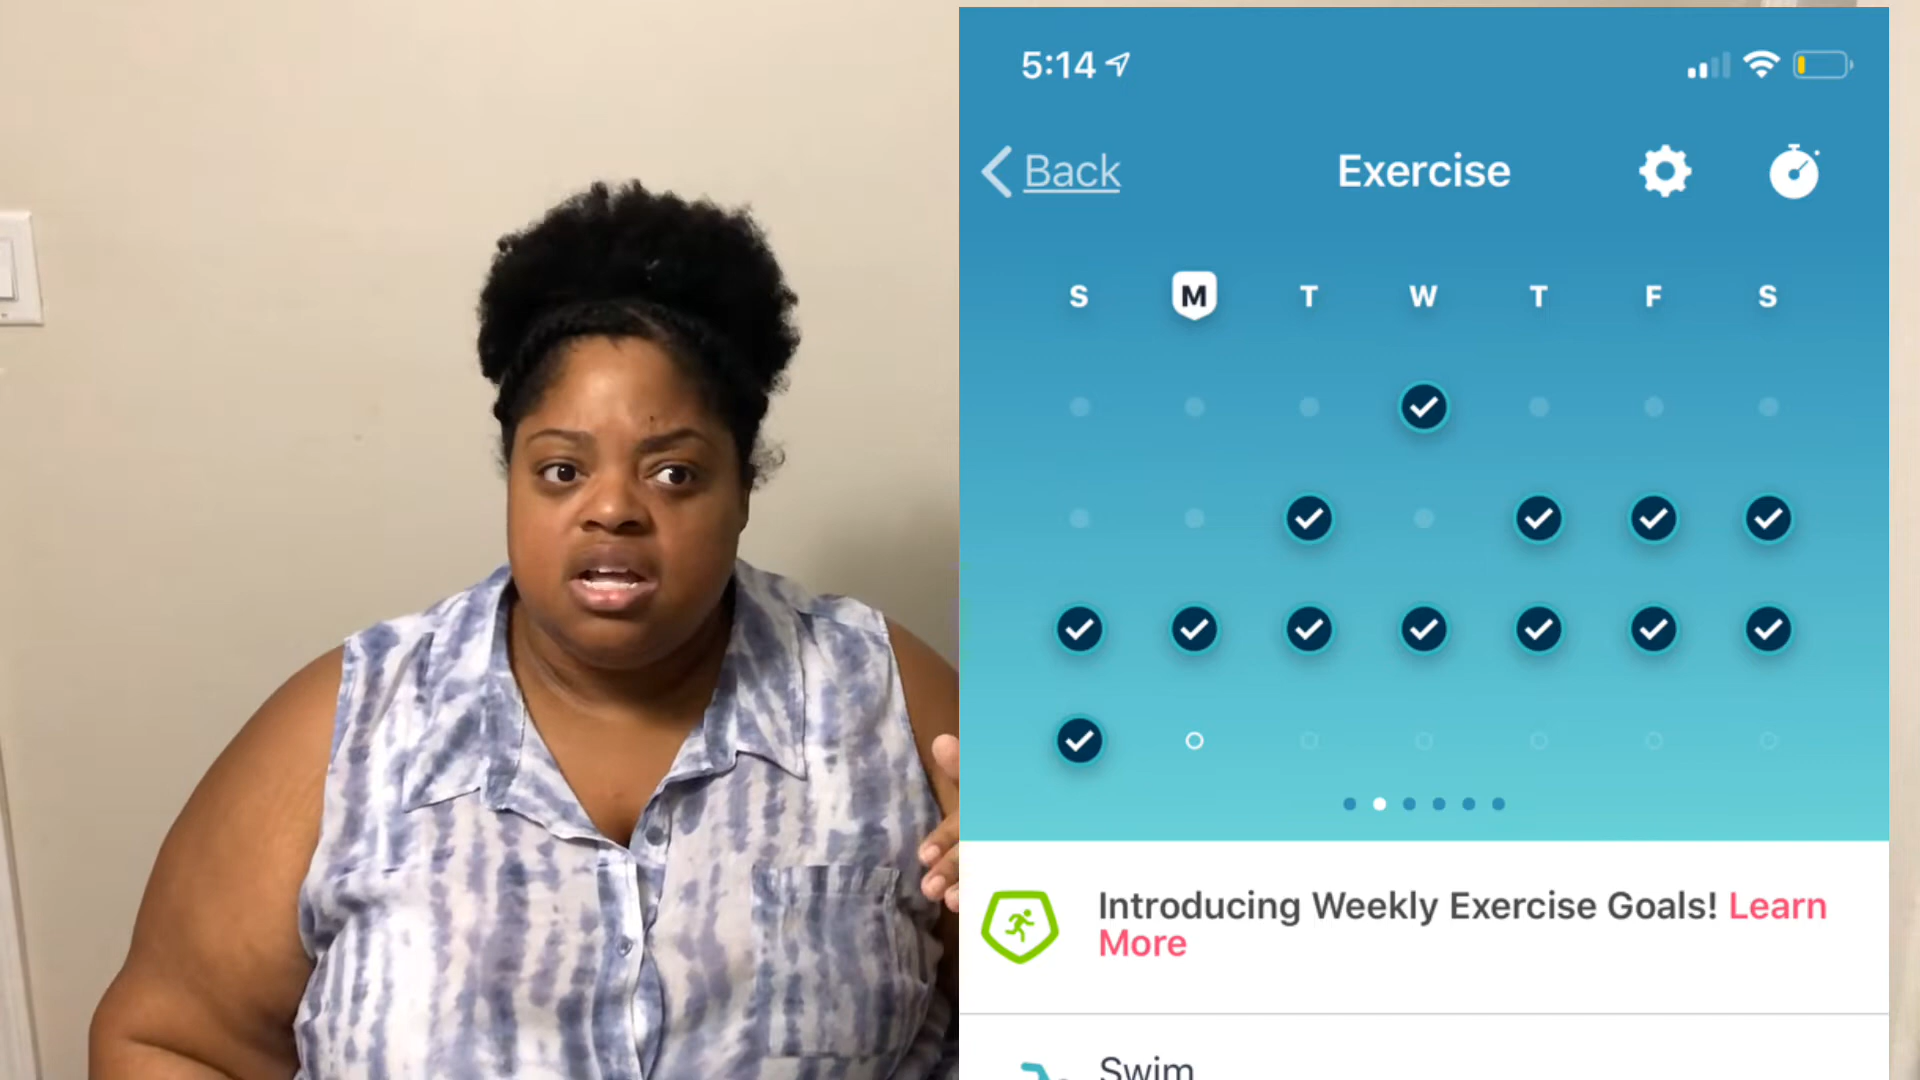 5:14
Back Exercise
S M T W T F S
Introducing Weekly Exercise Goals! Learn
More
Swim